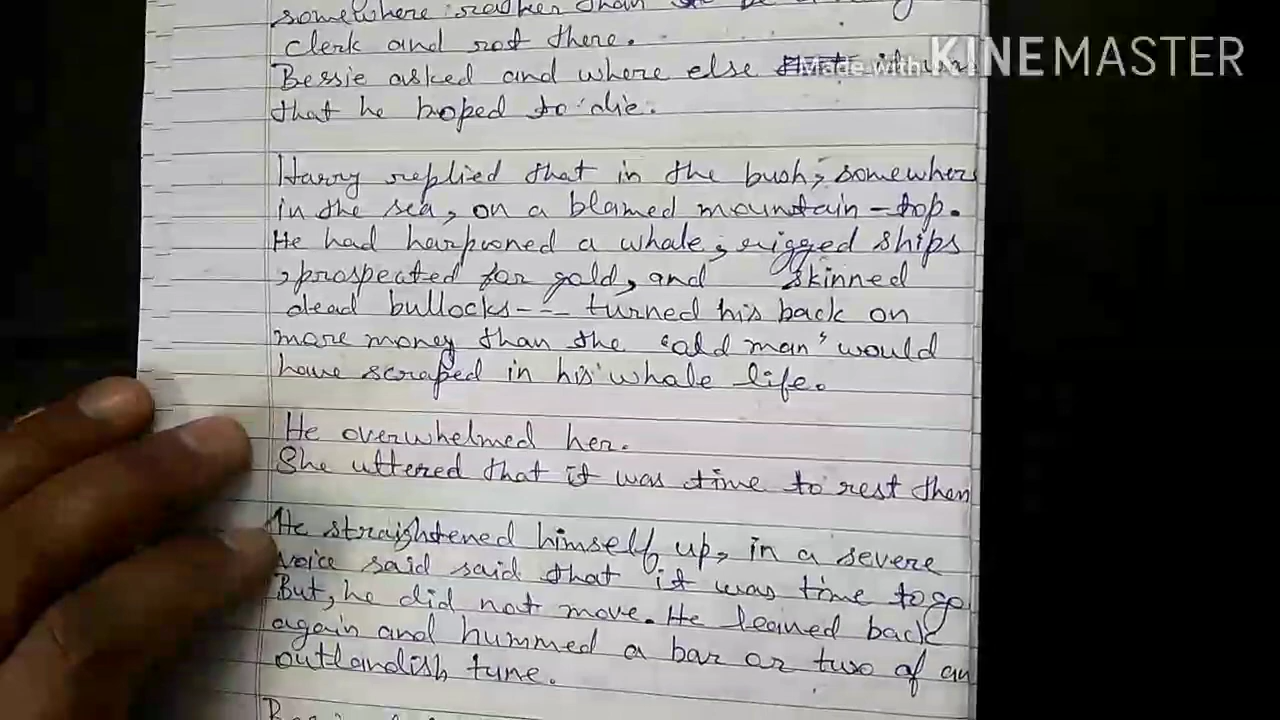 somewhere rather than
clerk and rot there.
Bessie asked and where else
that he hoped to die.
Harry replied that in the bush, somewhere
in the sea, on a blamed mountain-top.
He had harpooned a whale, rigged ships
, prospected for gold, and skinned
dead bullocks--- turned his back on
more money than the 'old man' would
have scraped in his whole life.
He overwhelmed her.
She uttered that it was time to rest then
He straightened himself up, in a severe
voice said said that it was time to go
But, he did not move. He leaned back
again and hummed a bar or two of an
outlandish tune.
Made with KINEMASTER